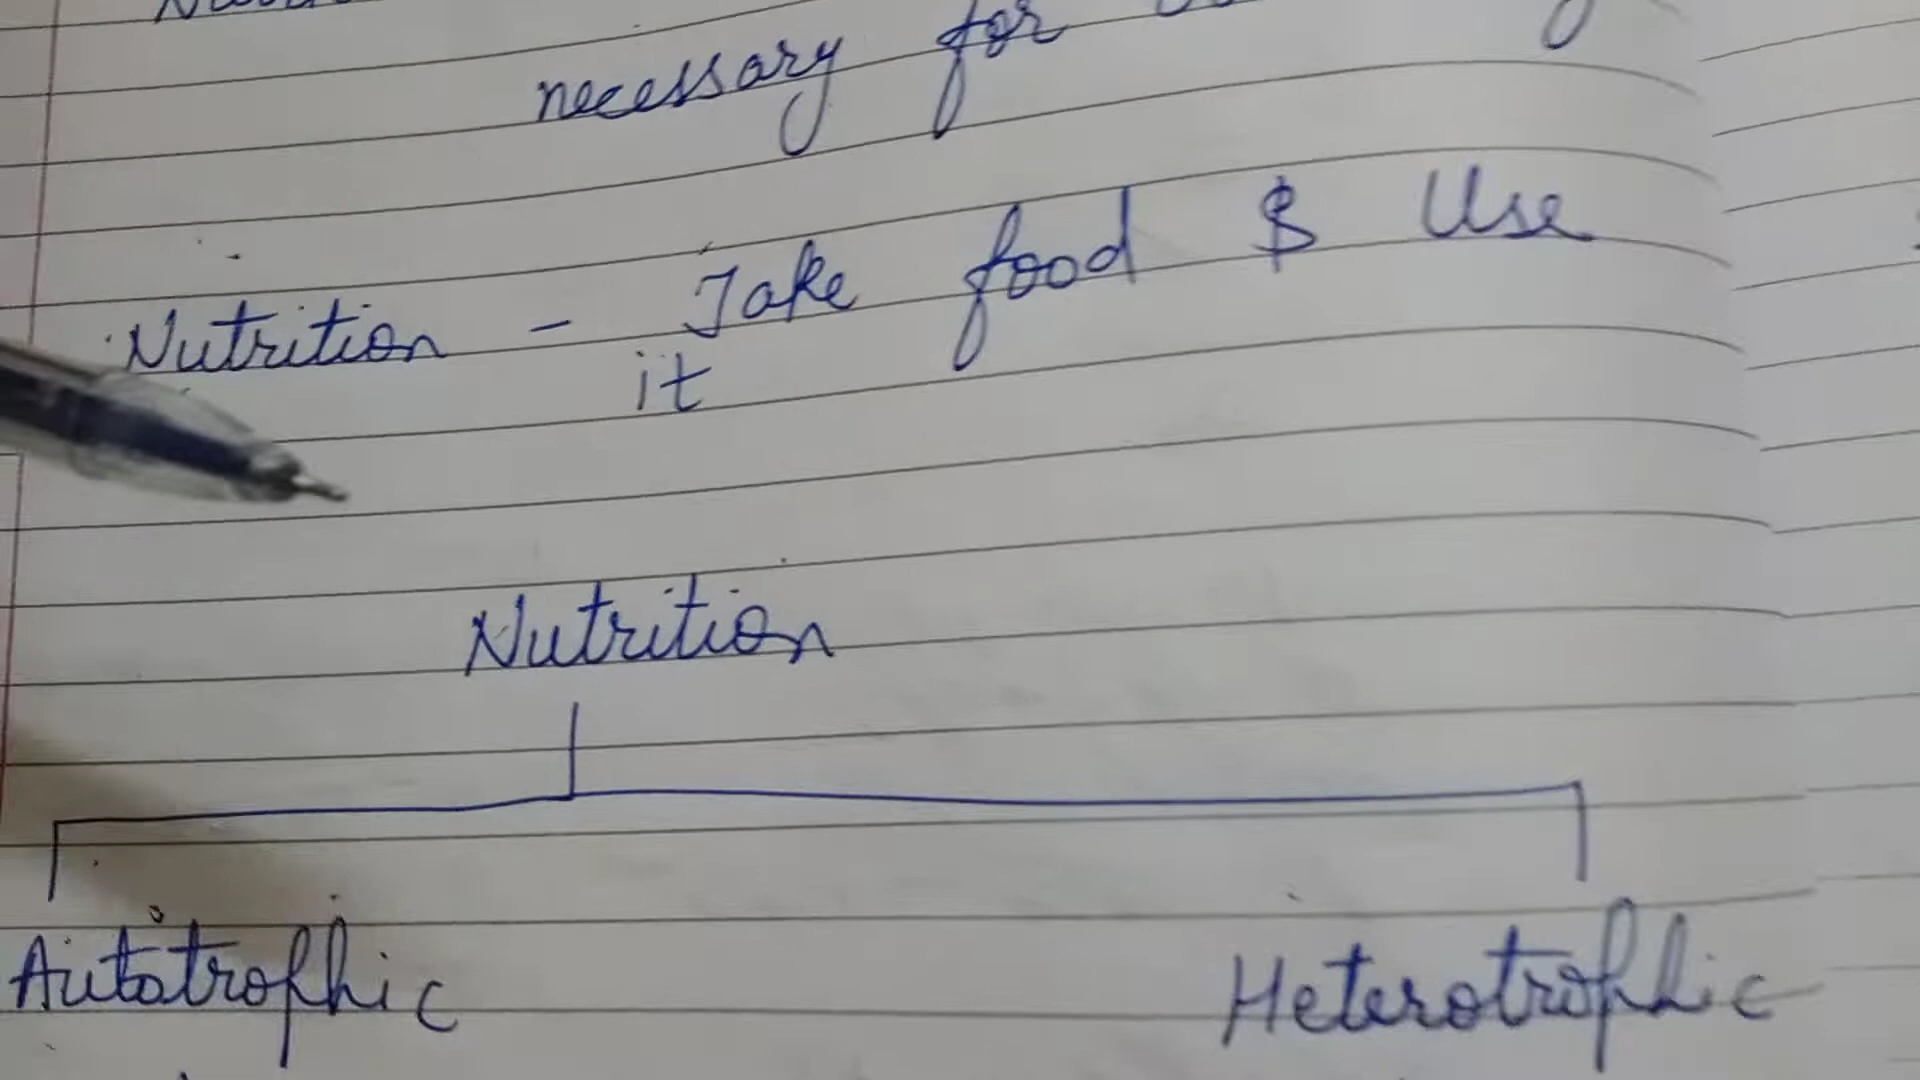 necessary for
Nutrition - Take food & Use
it
Nutrition
Autotrophic Heterotrophic